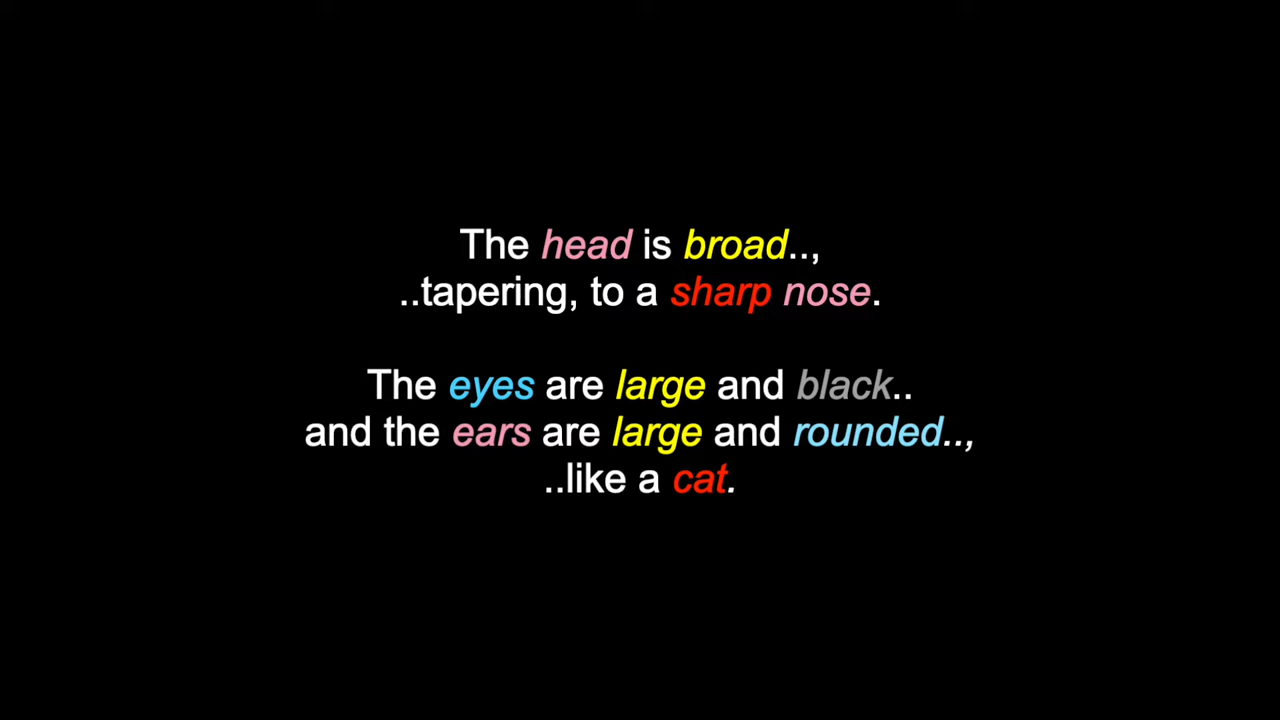 The head is broad..,
..tapering, to a sharp nose.
The eyes are large and black..
and the ears are large and rounded..,
..like a cat.